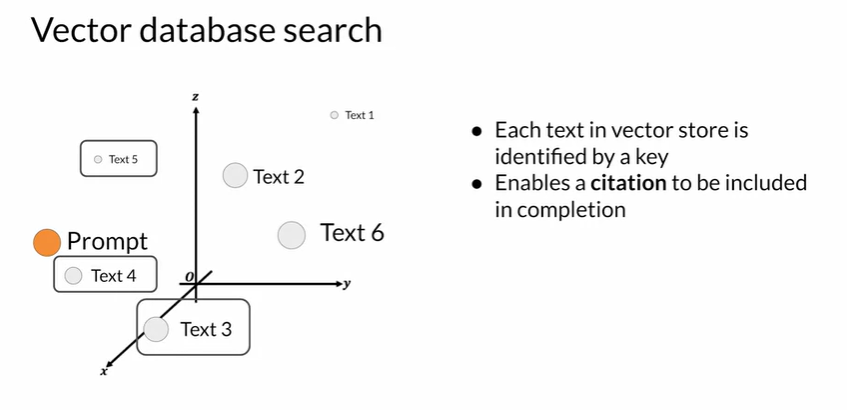 Vector database search
z
Text 1
Text 5
Text 2
Prompt
Text 6
Text 4
O
y
Text 3
x
● Each text in vector store is
identified by a key
● Enables a citation to be included
in completion